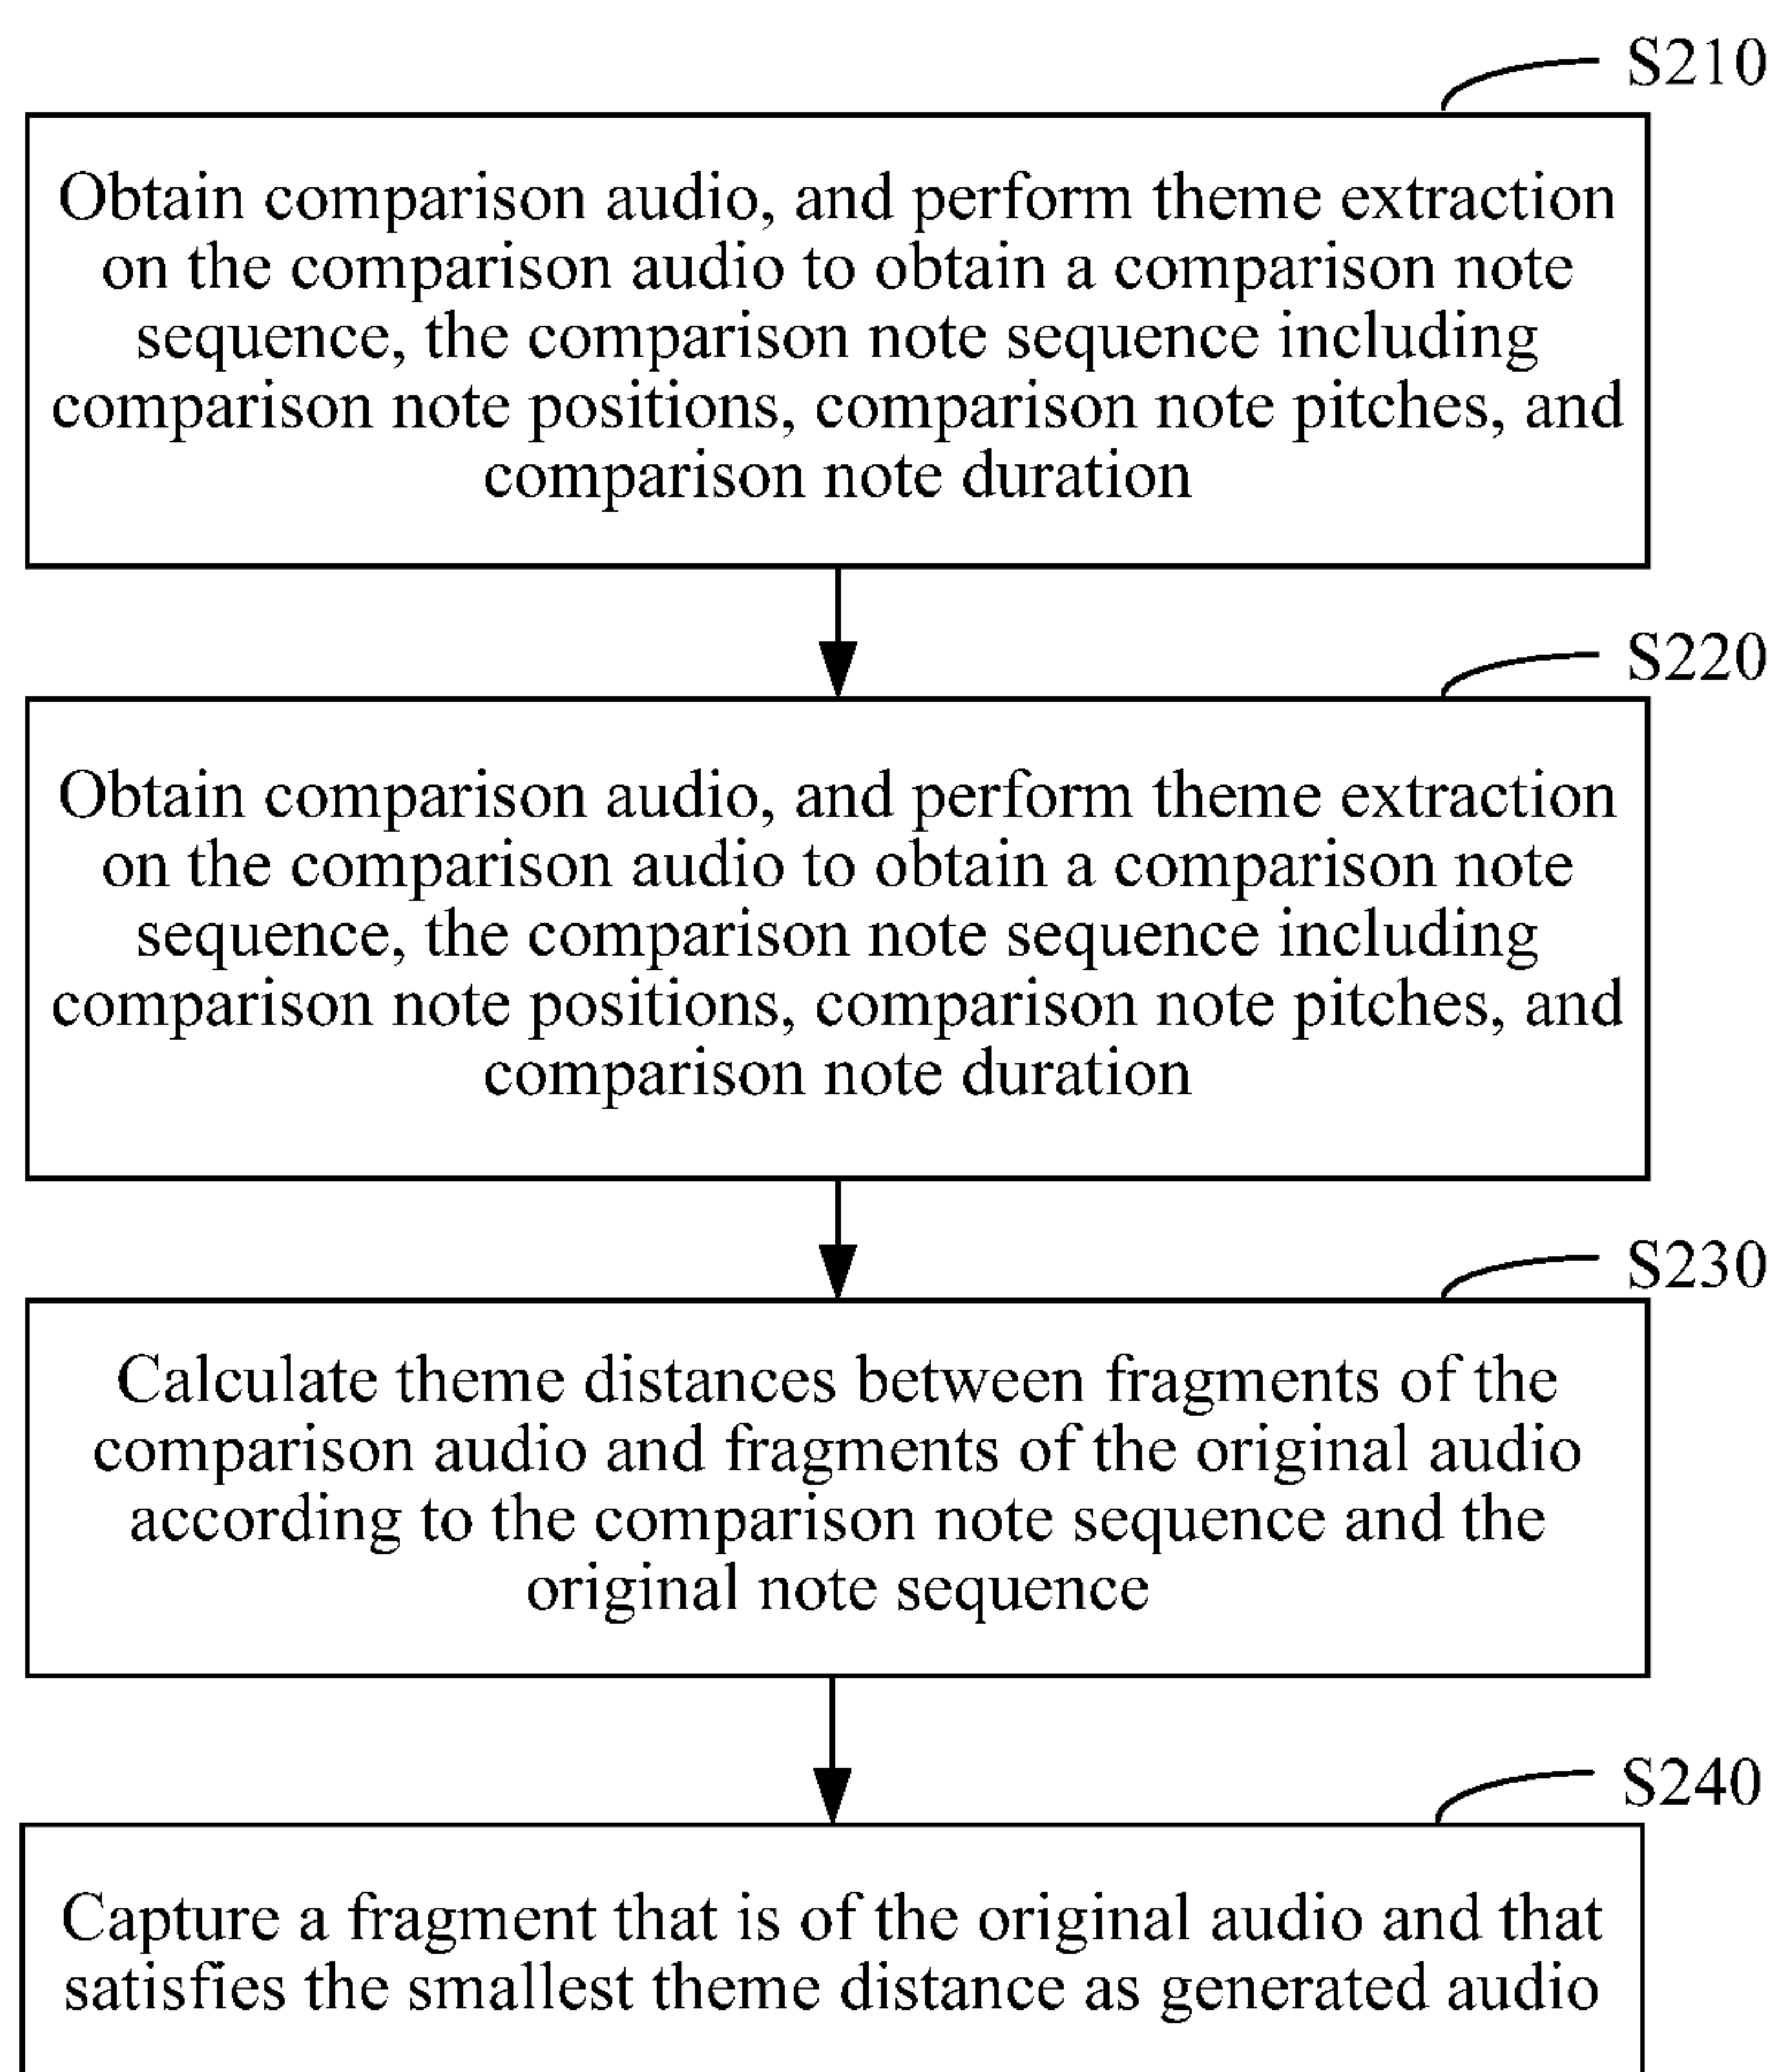 S210
Obtain comparison audio, and perform theme extraction
on the comparison audio to obtain a comparison note
sequence, the comparison note sequence including
comparison note positions, comparison note pitches, and
comparison note duration
S220
Obtain comparison audio, and perform theme extraction
on the comparison audio to obtain a comparison note
sequence, the comparison note sequence including
comparison note positions, comparison note pitches, and
comparison note duration
S230
Calculate theme distances between fragments of the
comparison audio and fragments of the original audio
according to the comparison note sequence and the
original note sequence
S240
Capture a fragment that is of the original audio and that
satisfies the smallest theme distance as generated audio